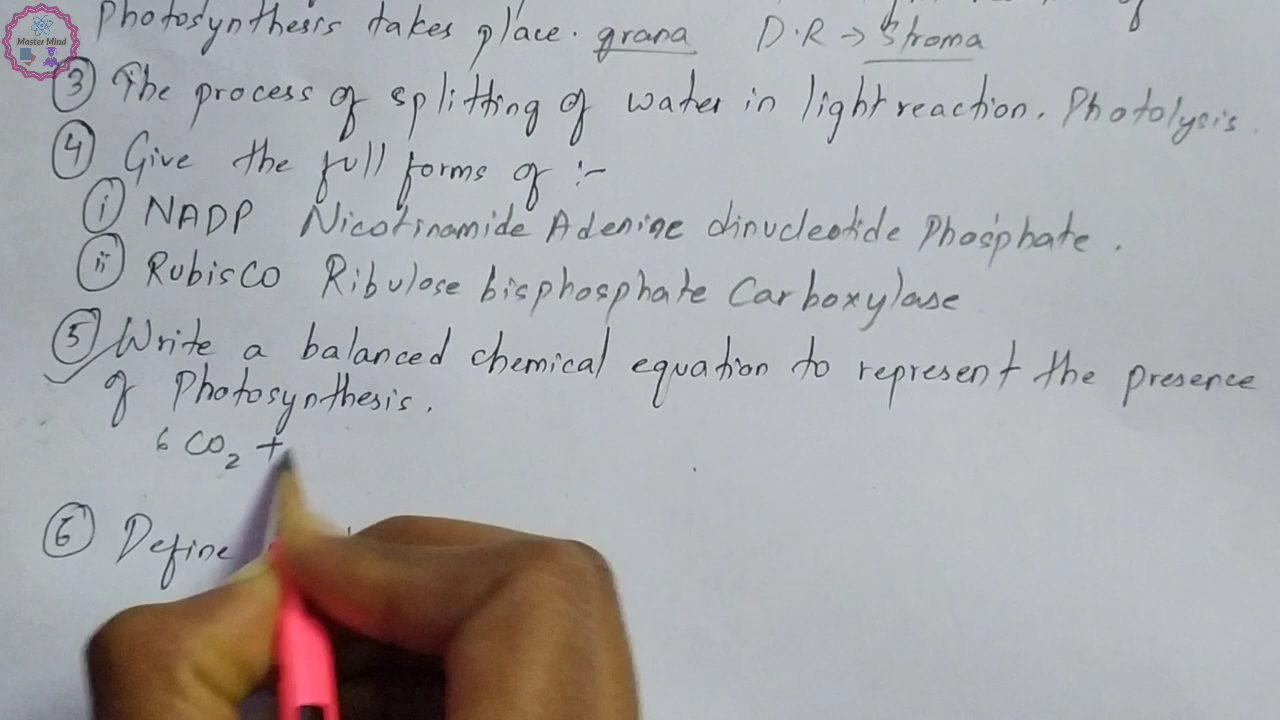 Master Mind
Photosynthesis takes place. grana D.R → Stroma
③ The process of splitting of water in light reaction. Photolysis.
④ Give the full forms of :-
ⓘ NADP Nicotinamide Adenine dinucleotide Phosphate.
ⓘⓘ RUBISCO Ribulose bisphosphate Carboxylase
⑤ Write a balanced chemical equation to represent the presence
of Photosynthesis.
6 CO₂ +
⑥ Define